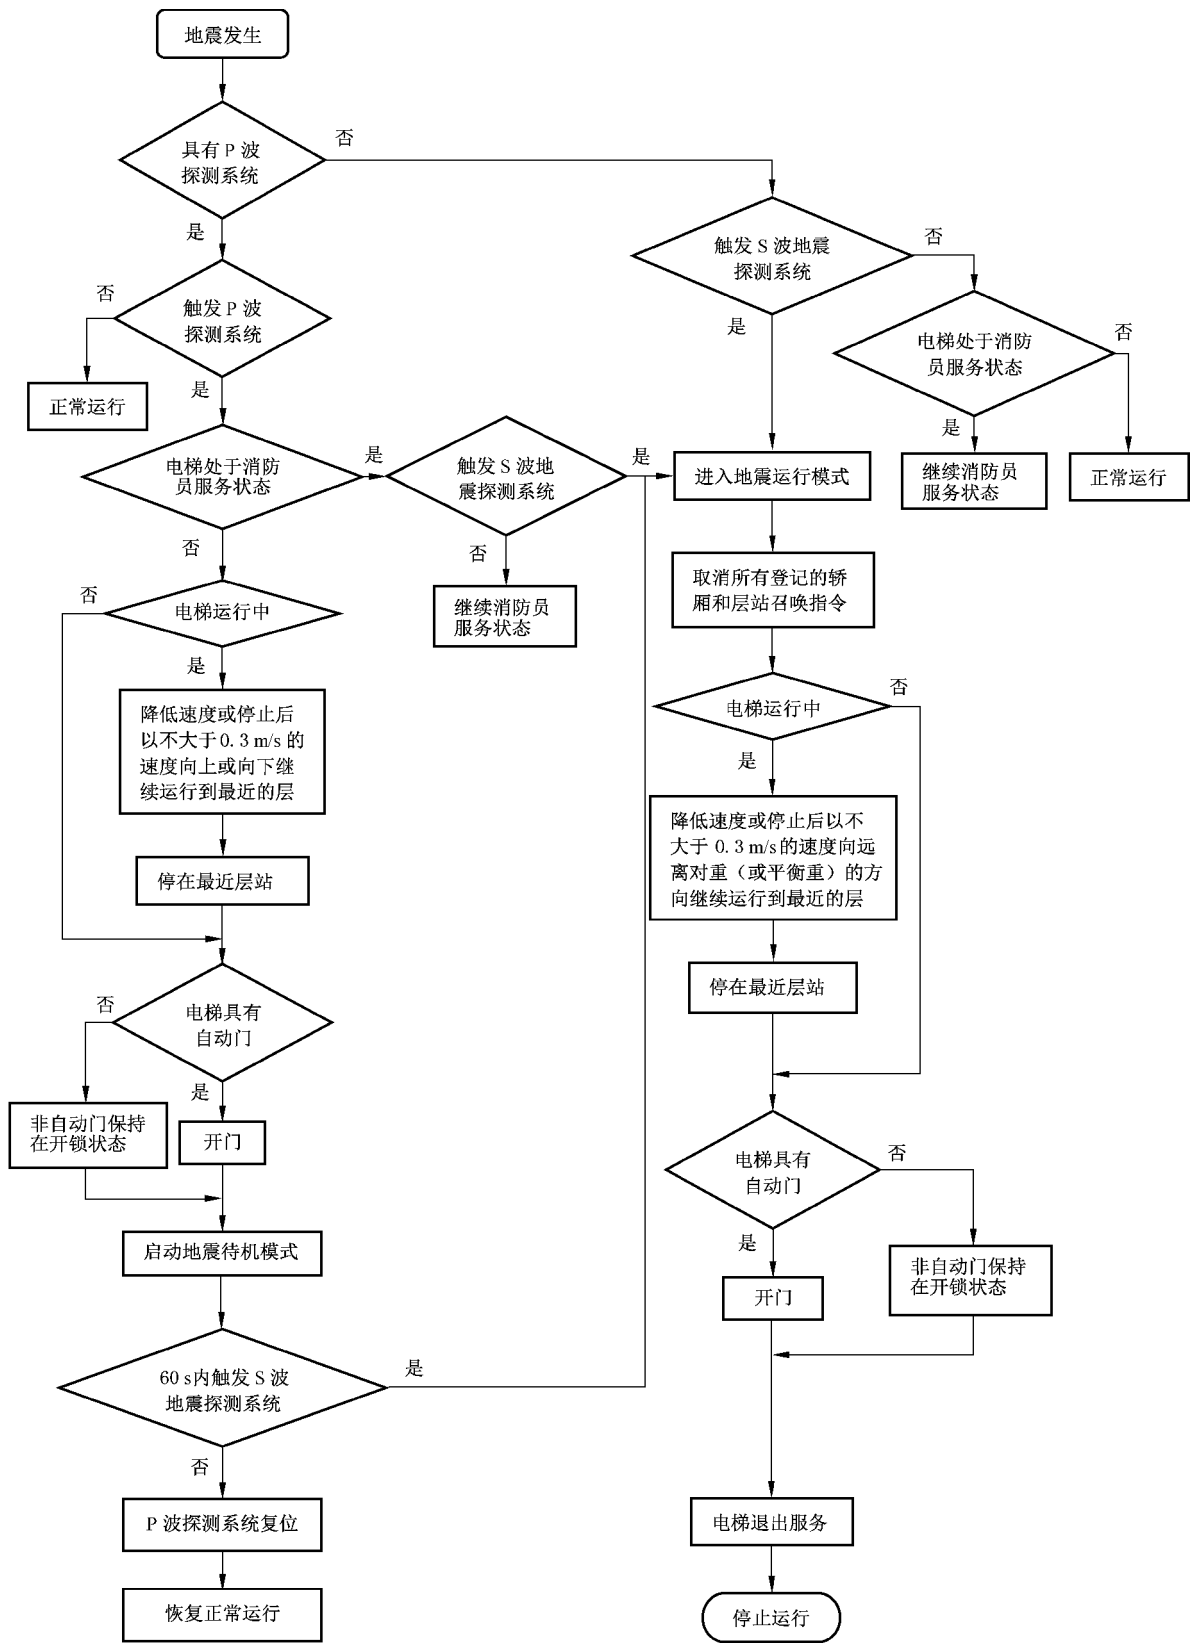 地震发生
否
具有 P 波
探测系统
是
触发 S 波地震
探测系统
否
是
否
触发 P 波
探测系统
是
正常运行
电梯处于消防
员服务状态
否
是
继续消防员
服务状态
正常运行
电梯处于消防
员服务状态
是
触发 S 波地
震探测系统
是
进入地震运行模式
否
否
继续消防员
服务状态
取消所有登记的轿
厢和层站召唤指令
否
电梯运行中
是
电梯运行中
否
是
降低速度或停止后
以不大于0.3 m/s 的
速度向上或向下继
续运行到最近的层
降低速度或停止后以不
大于 0.3 m/s的速度向远
离对重（或平衡重）的方
向继续运行到最近的层
停在最近层站
停在最近层站
否
电梯具有
自动门
是
非自动门保持
在开锁状态
开门
电梯具有
自动门
否
是
启动地震待机模式
开门
非自动门保持
在开锁状态
60 s内触发 S 波
地震探测系统
是
否
P 波探测系统复位
电梯退出服务
恢复正常运行
停止运行